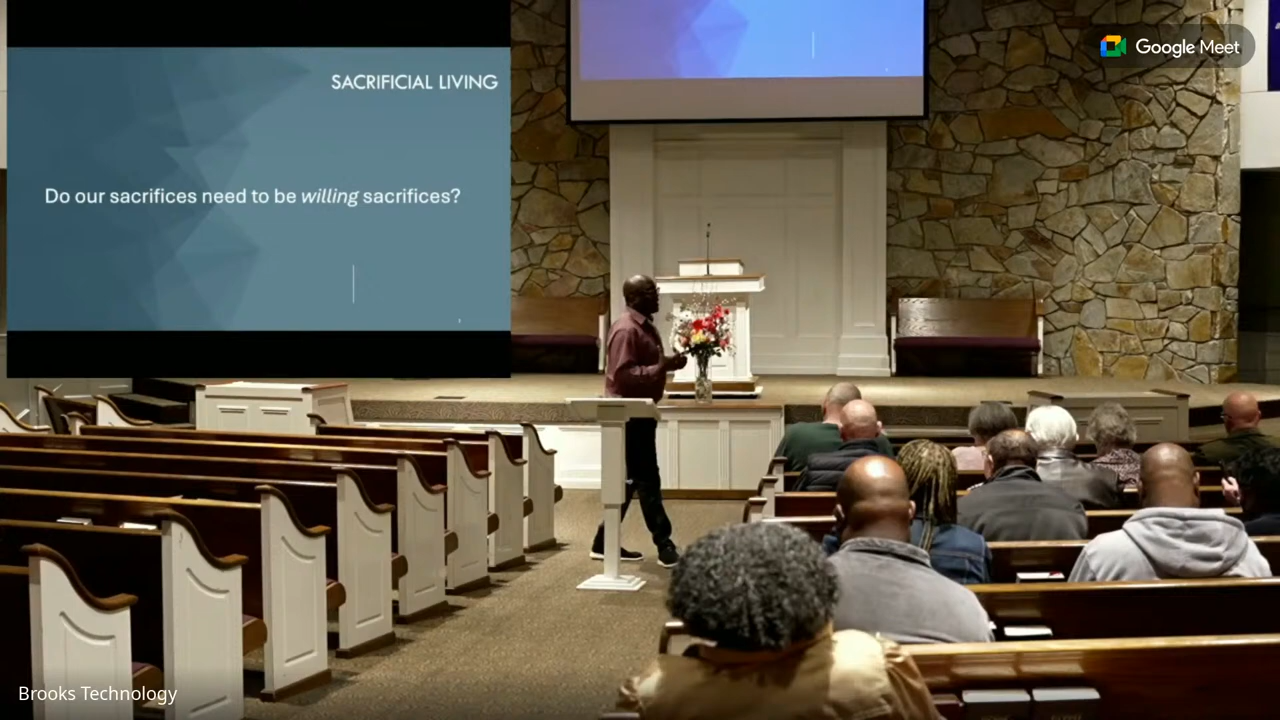 SACRIFICIAL LIVING
Do our sacrifices need to be willing sacrifices?
Google Meet
Brooks Technology